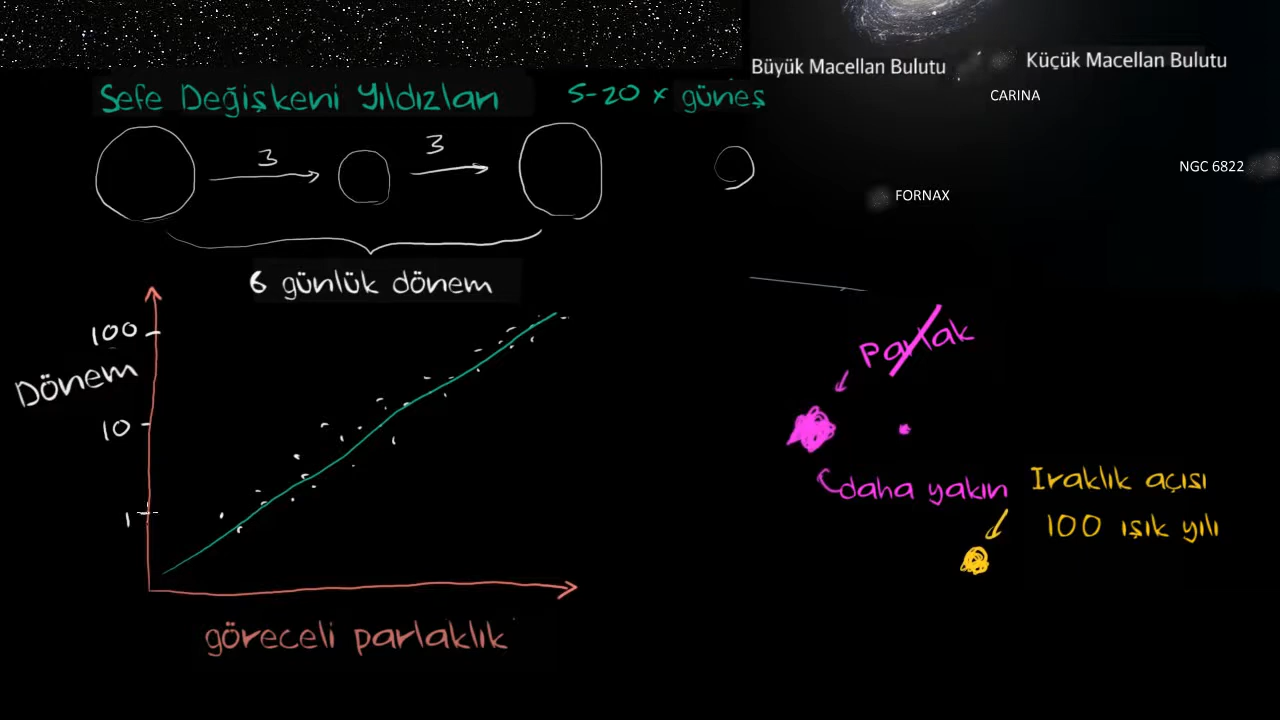 Büyük Macellan Bulutu
Küçük Macellan Bulutu
CARINA
NGC 6822
FORNAX
Sefe Değişkeni Yıldızları 5-20 x güneş
3
3
6 günlük dönem
100
Dönem
10
1
göreceli parlaklık
Parlak
daha yakın
Iraklık açısı
100 ışık yılı